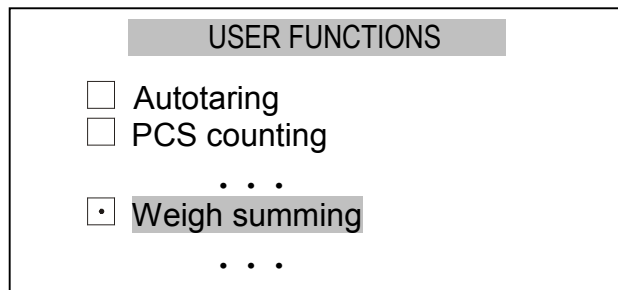 USER FUNCTIONS
Autotaring
PCS counting
. . .
Weigh summing
. . .